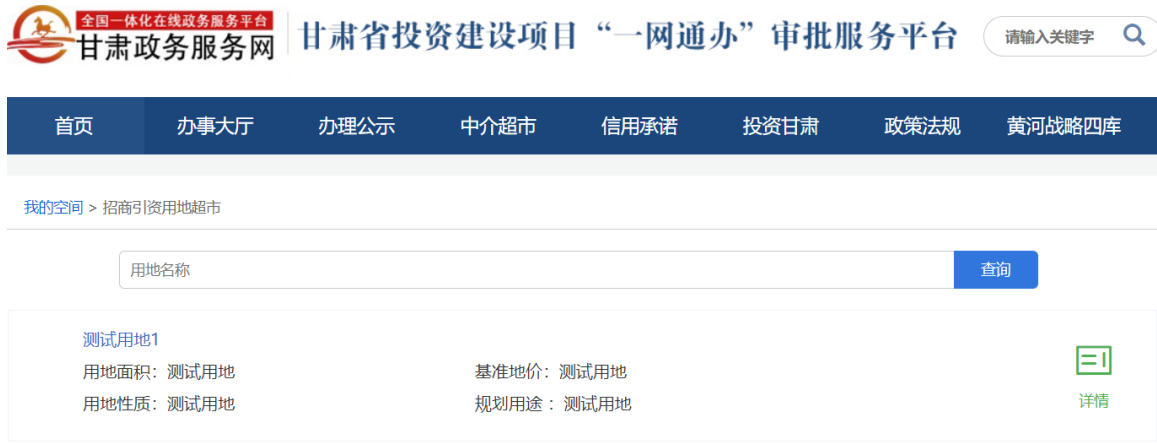 全国一体化在线政务服务平台
甘肃政务服务网
甘肃省投资建设项目“一网通办”审批服务平台
请输入关键字
首页 办事大厅 办理公示 中介超市 信用承诺 投资甘肃 政策法规 黄河战略四库
我的空间 > 招商引资用地超市
用地名称 查询
测试用地1
用地面积：测试用地 基准地价：测试用地
用地性质：测试用地 规划用途 ：测试用地
详情